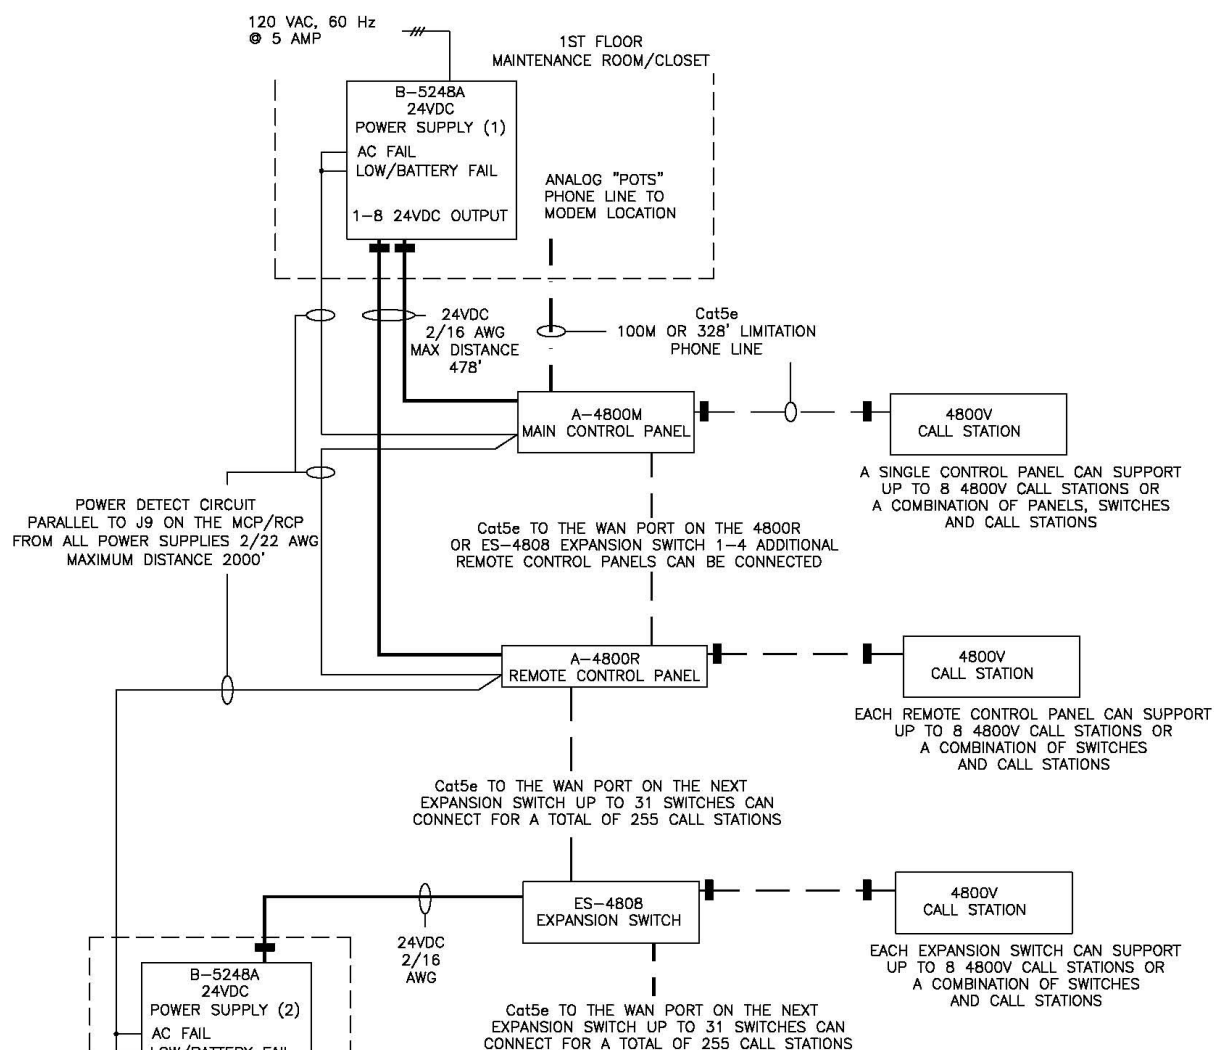 120 VAC, 60 Hz
@ 5 AMP
1ST FLOOR
MAINTENANCE ROOM/CLOSET
B-5248A
24VDC
POWER SUPPLY (1)
AC FAIL
LOW/BATTERY FAIL
1-8 24VDC OUTPUT
ANALOG "POTS"
PHONE LINE TO
MODEM LOCATION
24VDC
2/16 AWG
MAX DISTANCE
478'
Cat5e
100M OR 328' LIMITATION
PHONE LINE
A-4800M
MAIN CONTROL PANEL
4800V
CALL STATION
A SINGLE CONTROL PANEL CAN SUPPORT
UP TO 8 4800V CALL STATIONS OR
A COMBINATION OF PANELS, SWITCHES
AND CALL STATIONS
POWER DETECT CIRCUIT
PARALLEL TO J9 ON THE MCP/RCP
FROM ALL POWER SUPPLIES 2/22 AWG
MAXIMUM DISTANCE 2000'
Cat5e TO THE WAN PORT ON THE 4800R
OR ES-4808 EXPANSION SWITCH 1-4 ADDITIONAL
REMOTE CONTROL PANELS CAN BE CONNECTED
A-4800R
REMOTE CONTROL PANEL
4800V
CALL STATION
EACH REMOTE CONTROL PANEL CAN SUPPORT
UP TO 8 4800V CALL STATIONS OR
A COMBINATION OF SWITCHES
AND CALL STATIONS
Cat5e TO THE WAN PORT ON THE NEXT
EXPANSION SWITCH UP TO 31 SWITCHES CAN
CONNECT FOR A TOTAL OF 255 CALL STATIONS
ES-4808
EXPANSION SWITCH
4800V
CALL STATION
EACH EXPANSION SWITCH CAN SUPPORT
UP TO 8 4800V CALL STATIONS OR
A COMBINATION OF SWITCHES
AND CALL STATIONS
24VDC
2/16
AWG
B-5248A
24VDC
POWER SUPPLY (2)
AC FAIL
LOW/BATTERY FAIL
Cat5e TO THE WAN PORT ON THE NEXT
EXPANSION SWITCH UP TO 31 SWITCHES CAN
CONNECT FOR A TOTAL OF 255 CALL STATIONS